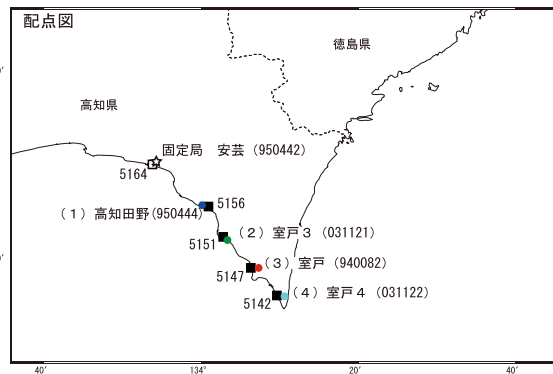 配点図
徳島県
0′
高知県
固定局　安芸（950442）
5164
（１）高知田野(950444)
5156
（２）室戸３（031121）
5151
0′
（３）室戸（940082）
5147
（４）室戸４（031122）
5142
40′ 134° 20′ 40′